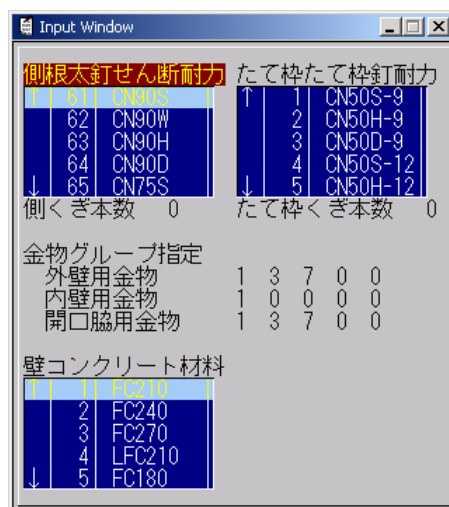 Input Window
側根太釘せん断耐力 たて枠たて枠釘耐力
↑ 61 CN90S ↑ 1 CN50S-9
62 CN90W 2 CN50H-9
63 CN90H 3 CN50D-9
64 CN90D 4 CN50S-12
↓ 65 CN75S ↓ 5 CN50H-12
側くぎ本数 0 たて枠くぎ本数 0
金物グループ指定
外壁用金物 1 3 7 0 0
内壁用金物 1 0 0 0 0
開口脇用金物 1 3 7 0 0
壁コンクリート材料
↑ 1 FC210
2 FC240
3 FC270
4 LFC210
↓ 5 FC180